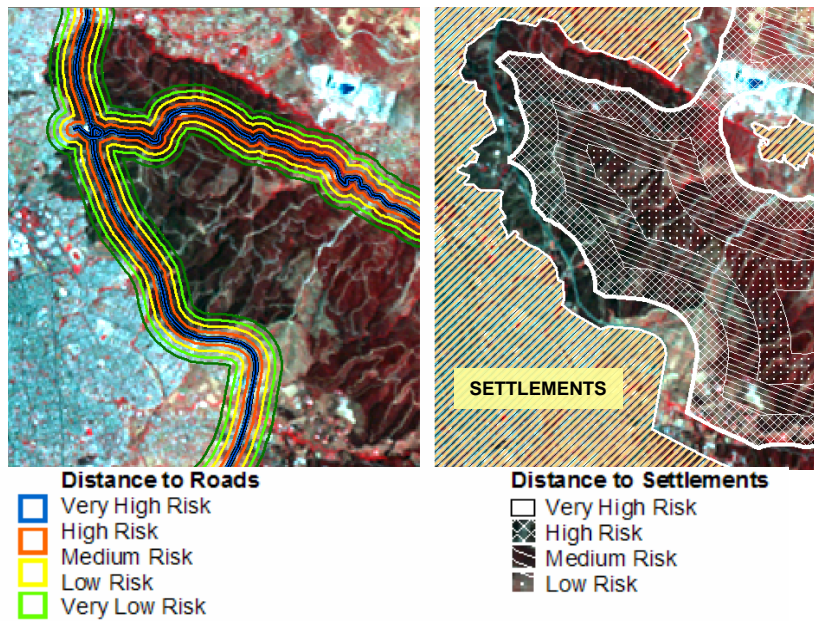 SETTLEMENTS
Distance to Roads
Very High Risk
High Risk
Medium Risk
Low Risk
Very Low Risk
Distance to Settlements
Very High Risk
High Risk
Medium Risk
Low Risk